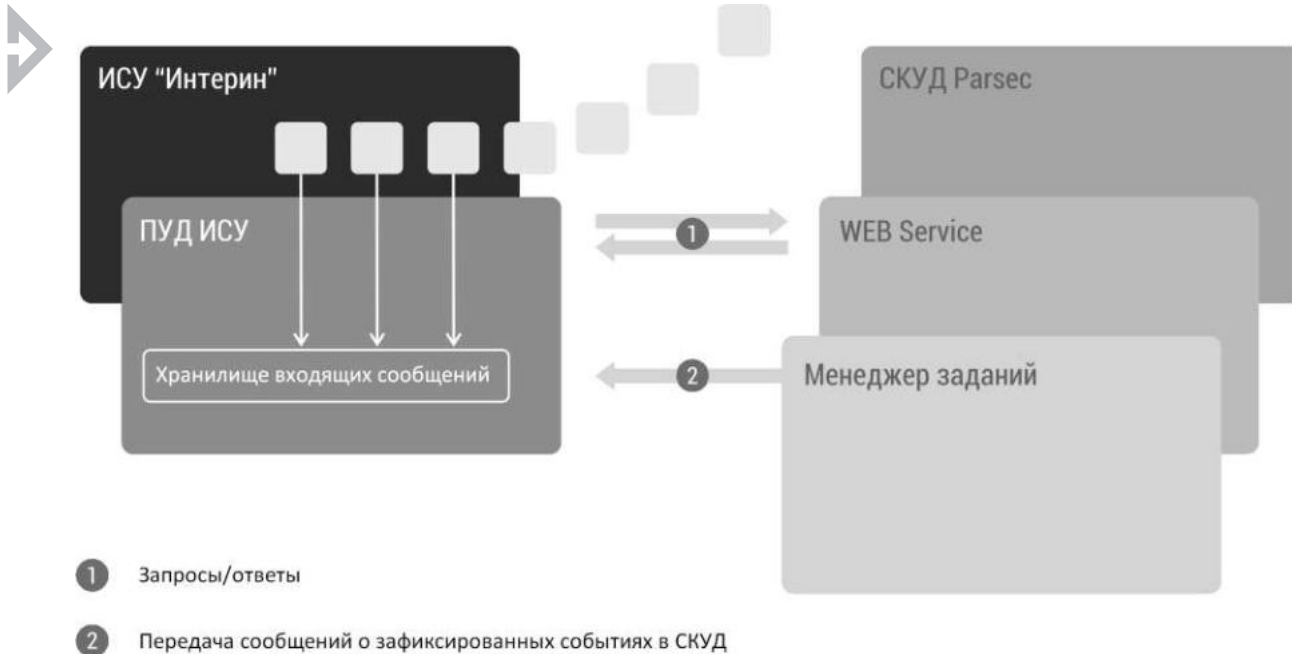 ИСУ “Интерин”
СКУД Parsec
ПУД ИСУ
1
WEB Service
Хранилище входящих сообщений
2
Менеджер заданий
1 Запросы/ответы
2 Передача сообщений о зафиксированных событиях в СКУД